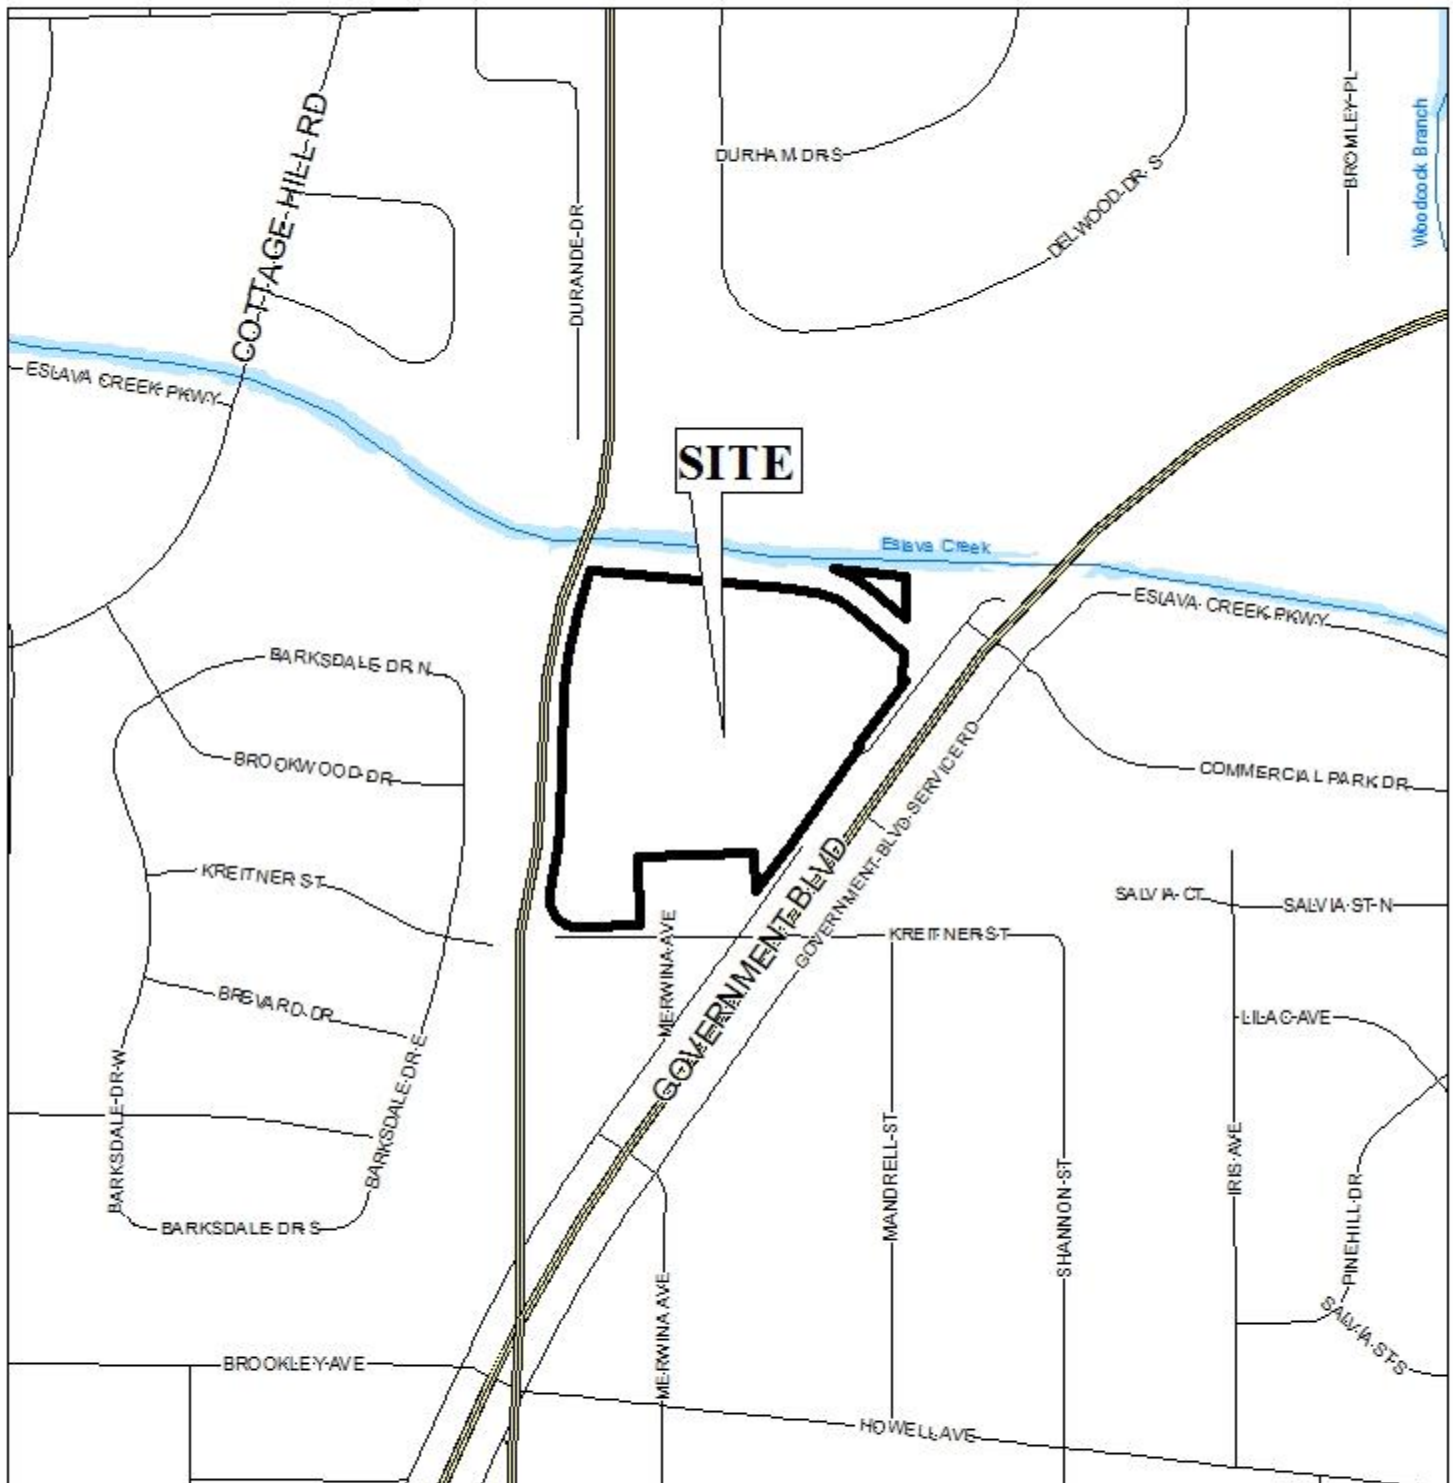 COTTAGE HILL RD
DURANDE DR
DURHAM DR S
DELWOOD DR S
BROMLEY PL
Woodcock Branch
ESLAVA CREEK PKWY
SITE
Eslava Creek
ESLAVA CREEK PKWY
BARKSDALE DR N
BROOKWOOD DR
COMMERCIAL PARK DR
KREITNER ST
GOVERNMENT BLVD SERVICE RD
SALVIA CT
SALVIA ST N
MERWINA AVE
GOVERNMENT BLVD
KREITNER ST
BREVARD DR
LILAC AVE
BARKSDALE DR W
BARKSDALE DR E
MANDRELL ST
SHANNON ST
IRIS AVE
PINEHILL DR
BARKSDALE DR S
SALVIA ST S
BROOKLEY AVE
MERWINA AVE
HOWELL AVE